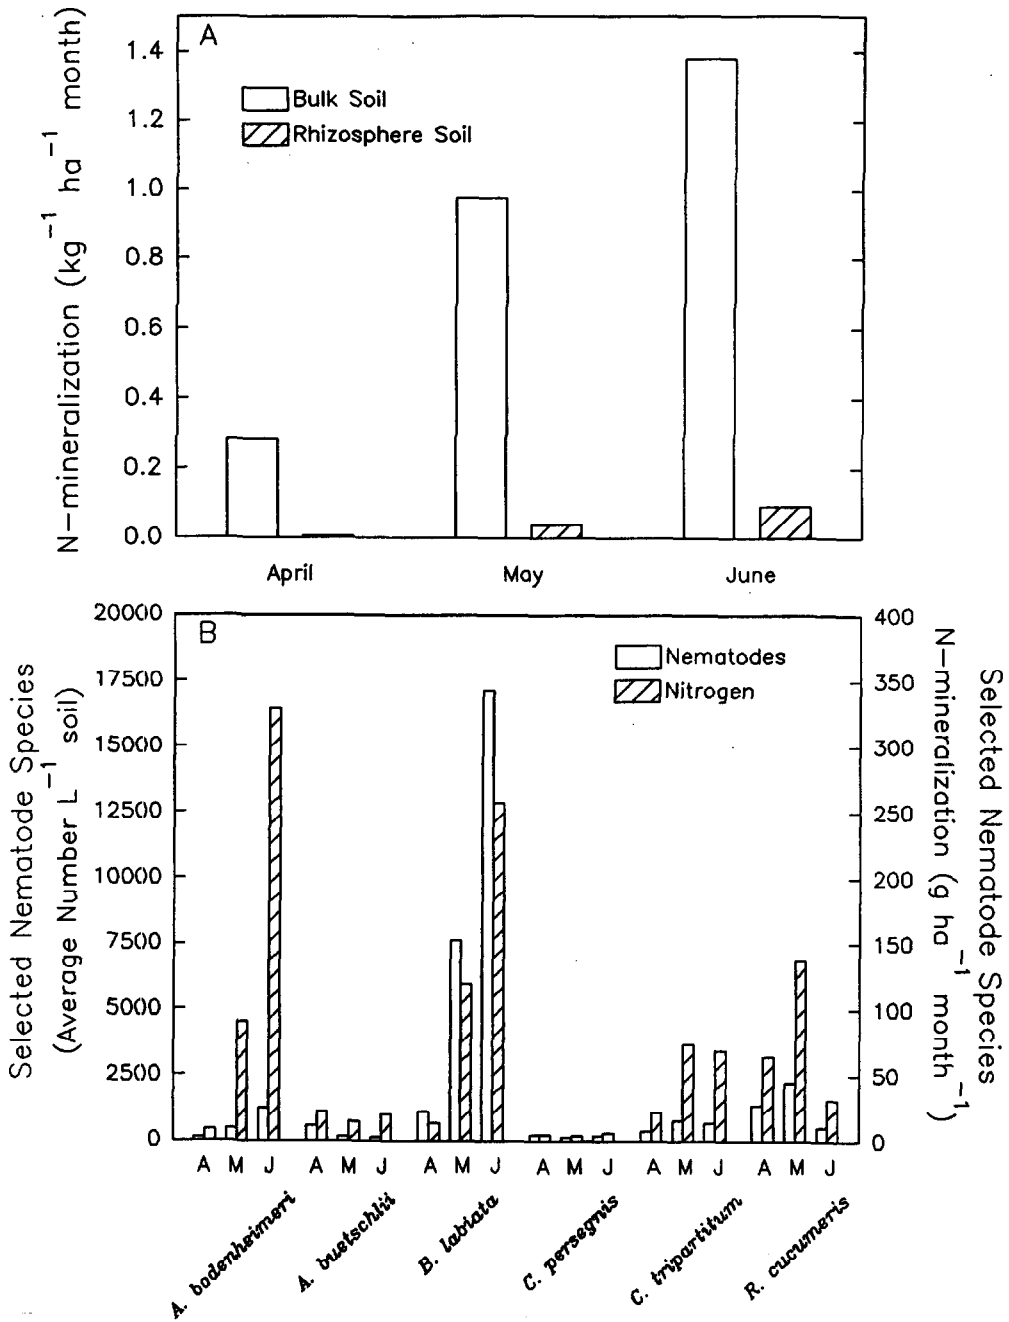 A
N-mineralization (kg⁻¹ ha⁻¹ month)
1.4
1.2
1.0
0.8
0.6
0.4
0.2
0.0
Bulk Soil
Rhizosphere Soil
April May June
B
Selected Nematode Species
(Average Number L⁻¹ soil)
20000
17500
15000
12500
10000
7500
5000
2500
0
Nematodes
Nitrogen
400
350
300
250
200
150
100
50
0
Selected Nematode Species
N-mineralization (g ha⁻¹ month⁻¹)
A M J A M J A M J A M J A M J A M J
A. bodenheimeri
A. buetschlii
B. labiata
C. persegnis
C. tripartitum
R. cucumeris